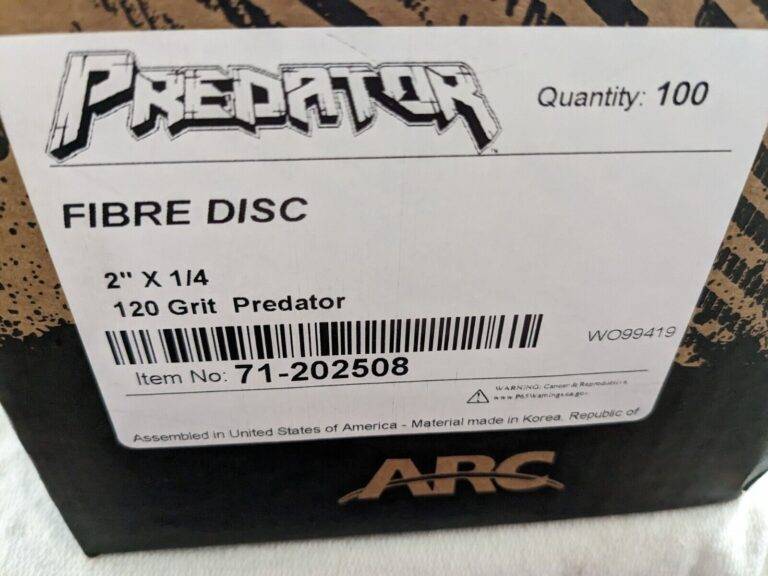 PREDATOR
Quantity: 100
FIBRE DISC
2" X 1/4
120 Grit Predator
WO99419
Item No: 71-202508
WARNING: Cancer & Reproductive
www.P65Warnings.ca.gov
Assembled in United States of America - Material made in Korea, Republic of
ARC